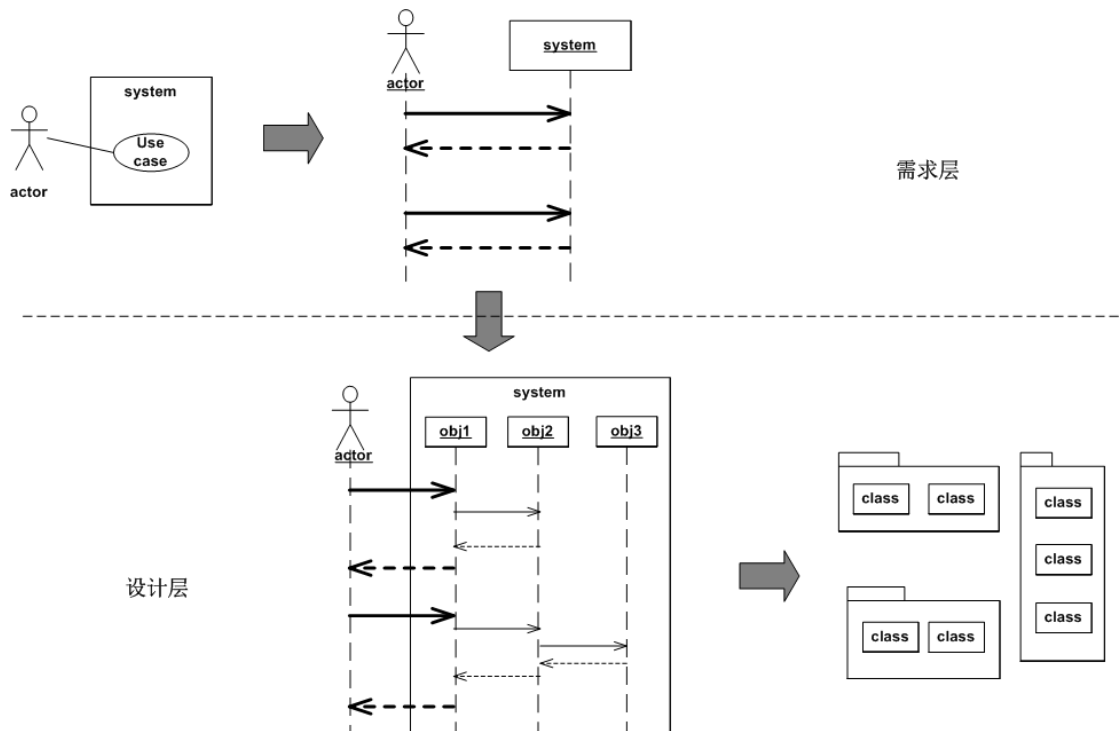 system
actor
system
Use
case
actor
需求层
system
actor
obj1
obj2
obj3
class
class
class
class
设计层
class
class
class